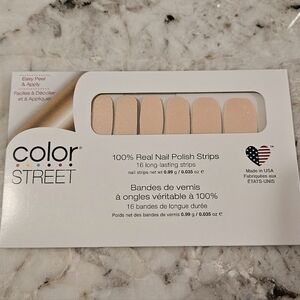 Easy Peel
& Apply
Faciles à Décoller
et à Appliquer
color
STREET
100% Real Nail Polish Strips
16 long-lasting strips
nail strips net wt 0.99 g / 0.035 oz e
Bandes de vernis
à ongles véritable à 100%
16 bandes de longue durée
Poids net des bandes de vernis 0.99 g / 0.035 oz e
Made in USA
Fabriquées aux
ÉTATS-UNIS